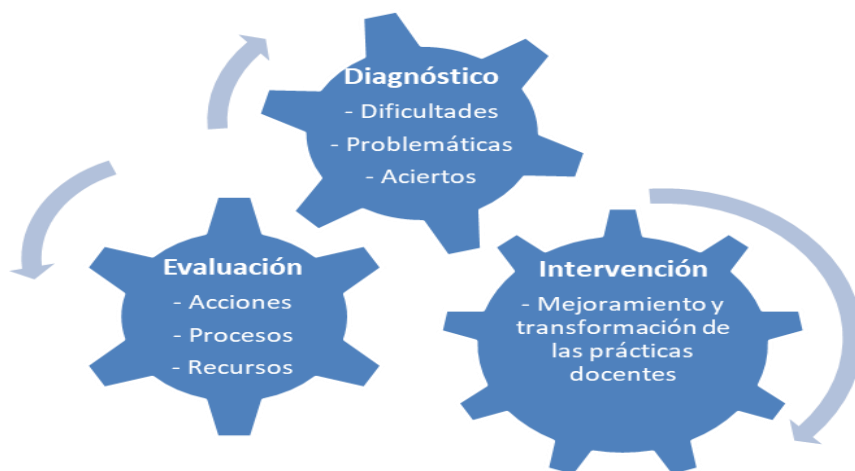 Diagnóstico
- Dificultades
- Problemáticas
- Aciertos
Evaluación
- Acciones
- Procesos
- Recursos
Intervención
- Mejoramiento y
transformación de
las prácticas
docentes